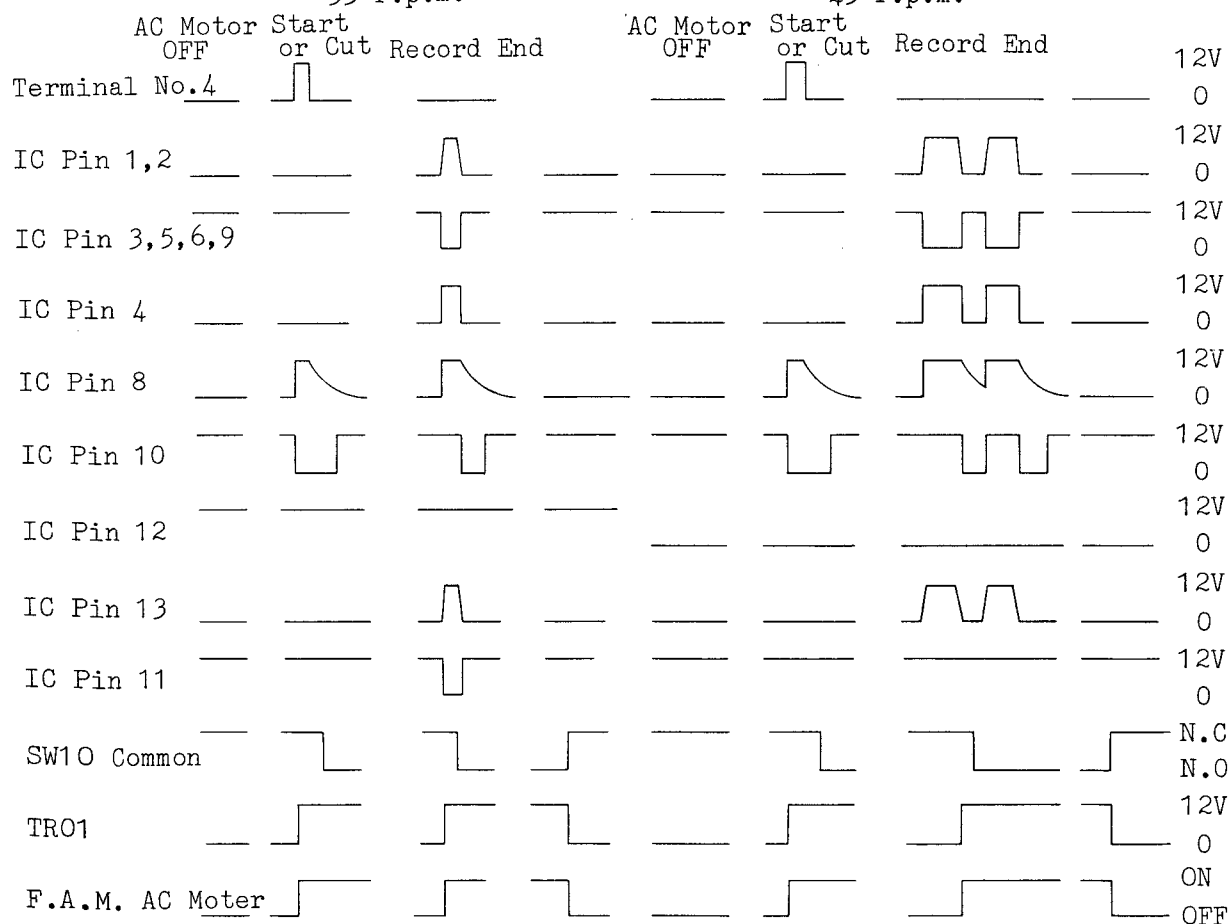 AC Motor OFF Start or Cut Record End AC Motor OFF Start or Cut Record End
Terminal No.4 12V 0
IC Pin 1,2 12V 0
IC Pin 3,5,6,9 12V 0
IC Pin 4 12V 0
IC Pin 8 12V 0
IC Pin 10 12V 0
IC Pin 12 12V 0
IC Pin 13 12V 0
IC Pin 11 12V 0
SW10 Common N.C N.O
TR01 12V 0
F.A.M. AC Moter ON OFF